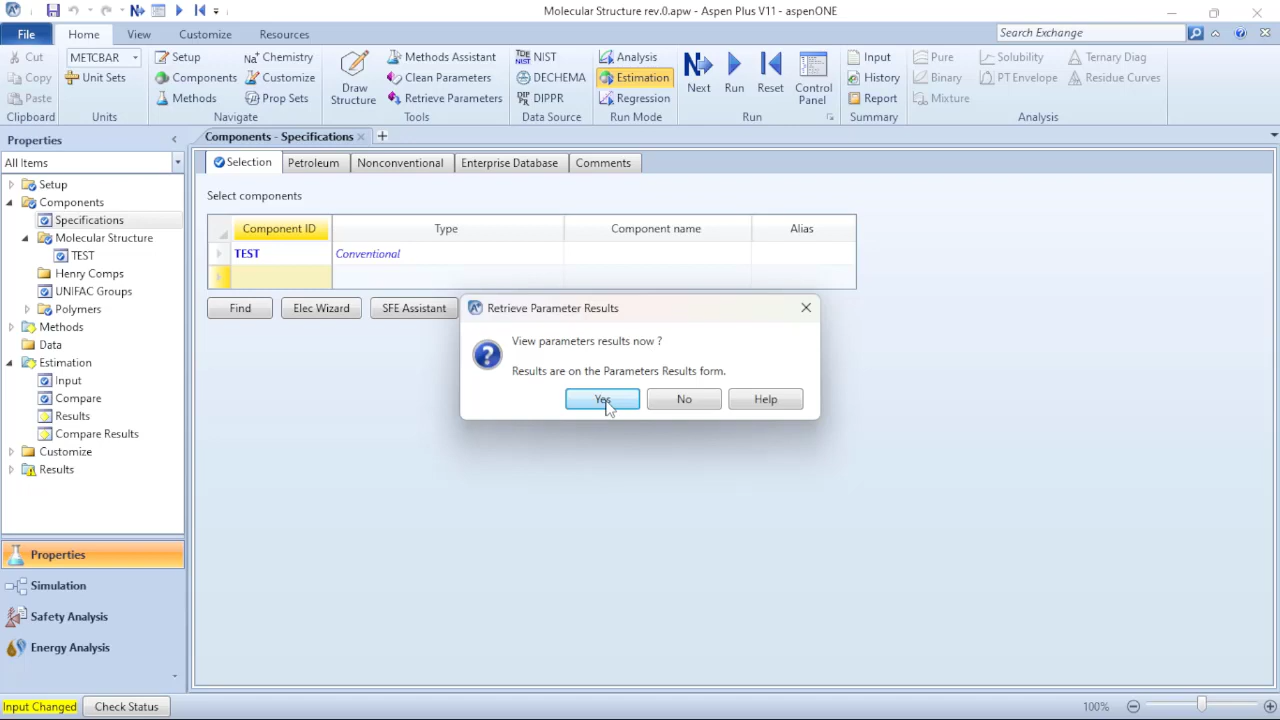 Molecular Structure rev.0.apw - Aspen Plus V11 - aspenONE
File
Home
View
Customize
Resources
Search Exchange
Cut
Copy
Paste
Clipboard
METCBAR
Unit Sets
Units
Setup
Components
Methods
Chemistry
Customize
Prop Sets
Navigate
Draw
Structure
Methods Assistant
Clean Parameters
Retrieve Parameters
Tools
NIST
DECHEMA
DIPPR
Data Source
Analysis
Estimation
Regression
Run Mode
Next
Run
Reset
Control
Panel
Run
Input
History
Report
Summary
Pure
Binary
Mixture
Solubility
PT Envelope
Ternary Diag
Residue Curves
Analysis
Properties
All Items
Setup
Components
Specifications
Molecular Structure
TEST
Henry Comps
UNIFAC Groups
Polymers
Methods
Data
Estimation
Input
Compare
Results
Compare Results
Customize
Results
Properties
Simulation
Safety Analysis
Energy Analysis
Components - Specifications
Selection
Petroleum
Nonconventional
Enterprise Database
Comments
Select components
Component ID
Type
Component name
Alias
TEST
Conventional
Find
Elec Wizard
SFE Assistant
Retrieve Parameter Results
View parameters results now ?
Results are on the Parameters Results form.
Yes
No
Help
Input Changed
Check Status
100%